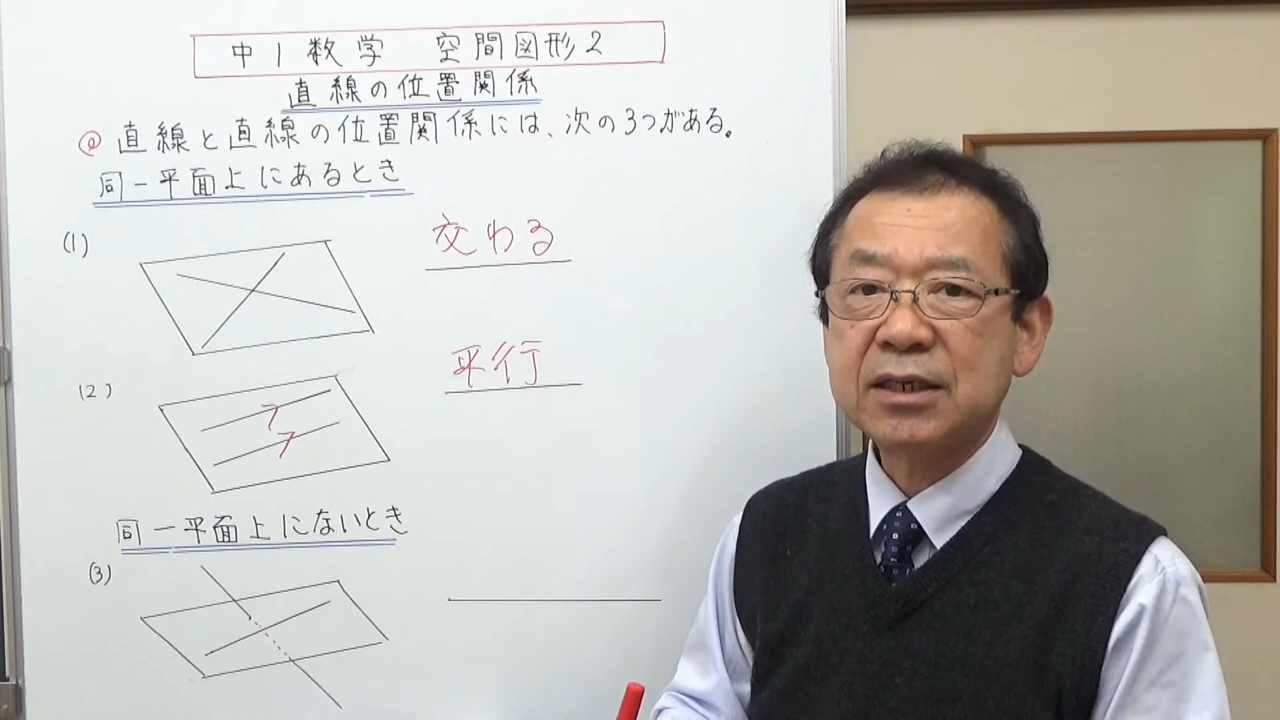 中1数学 空間図形2
直線の位置関係
@ 直線と直線の位置関係には、次の3つがある。
同一平面上にあるとき
(1) 交わる
(2) 平行
同一平面上にないとき
(3)